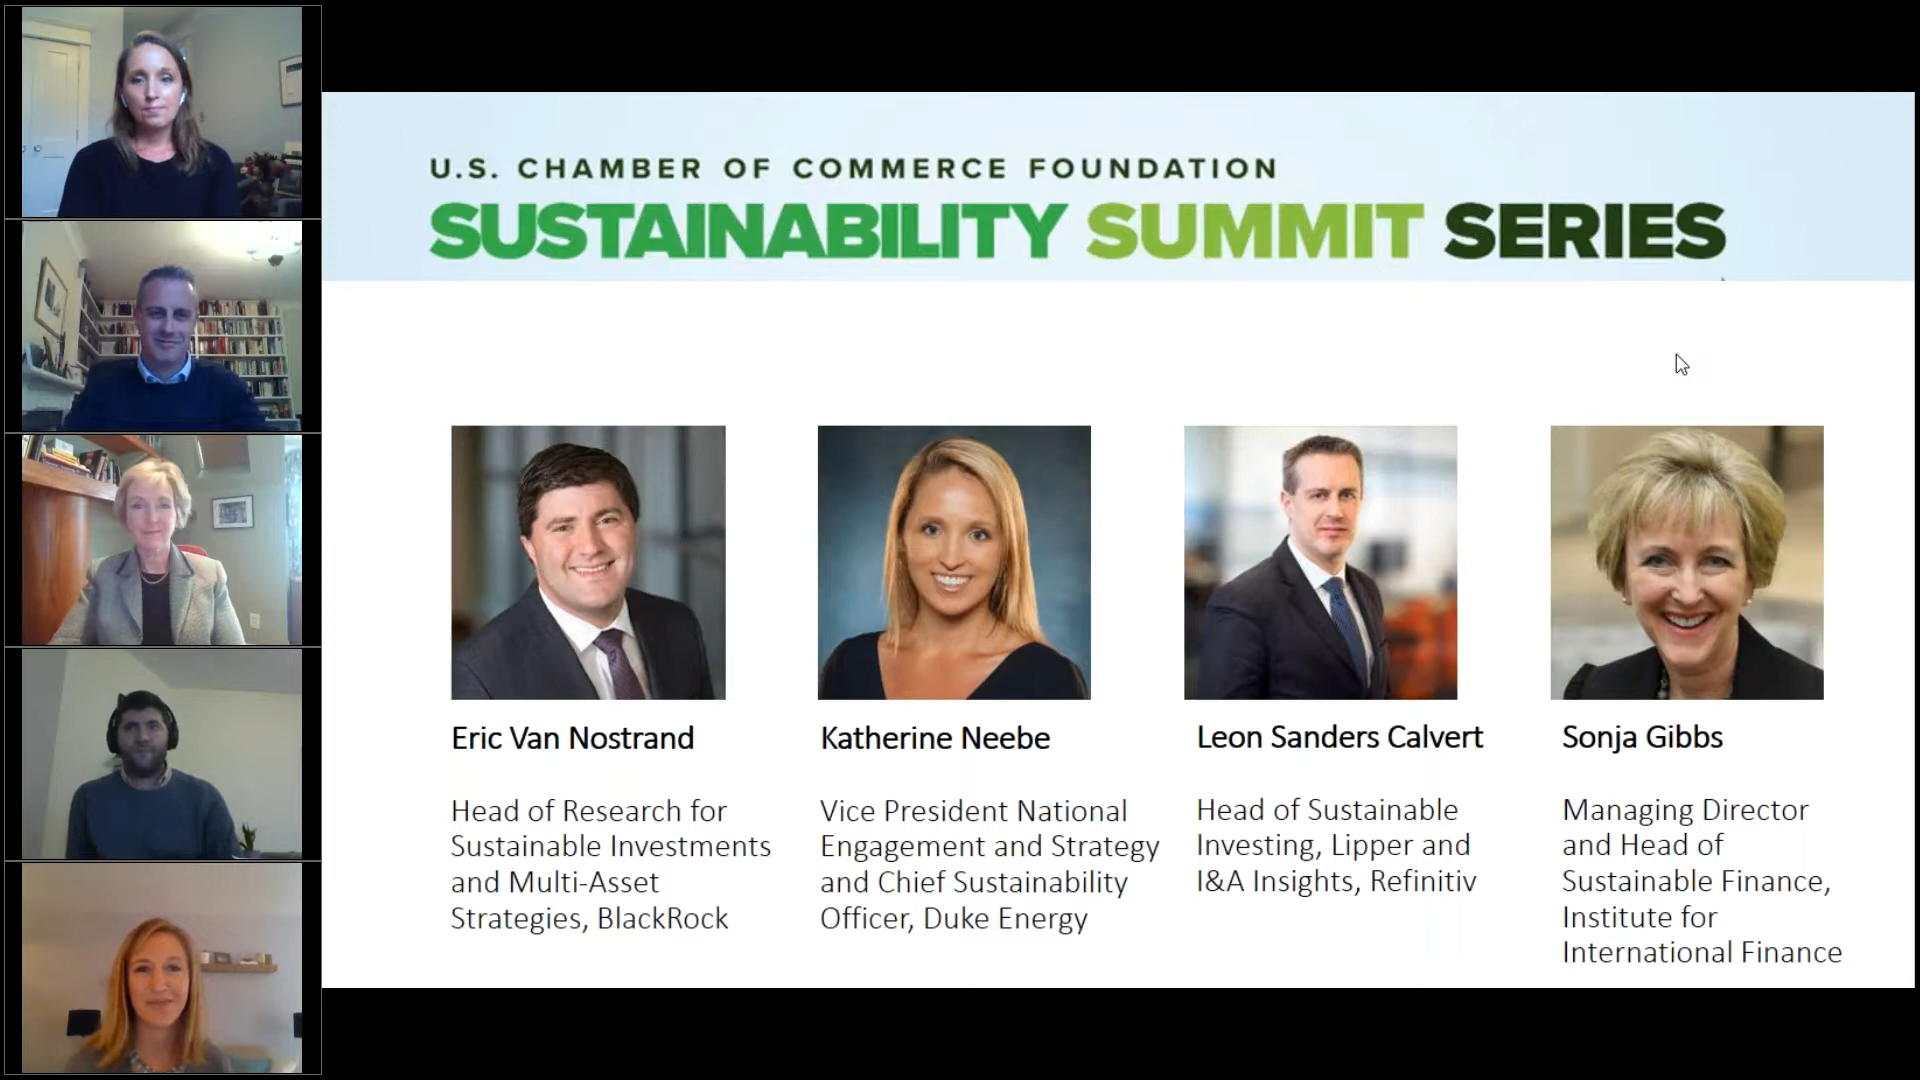 U.S. CHAMBER OF COMMERCE FOUNDATION
SUSTAINABILITY SUMMIT SERIES
Eric Van Nostrand
Head of Research for
Sustainable Investments
and Multi-Asset
Strategies, BlackRock
Katherine Neebe
Vice President National
Engagement and Strategy
and Chief Sustainability
Officer, Duke Energy
Leon Sanders Calvert
Head of Sustainable
Investing, Lipper and
I&A Insights, Refinitiv
Sonja Gibbs
Managing Director
and Head of
Sustainable Finance,
Institute for
International Finance